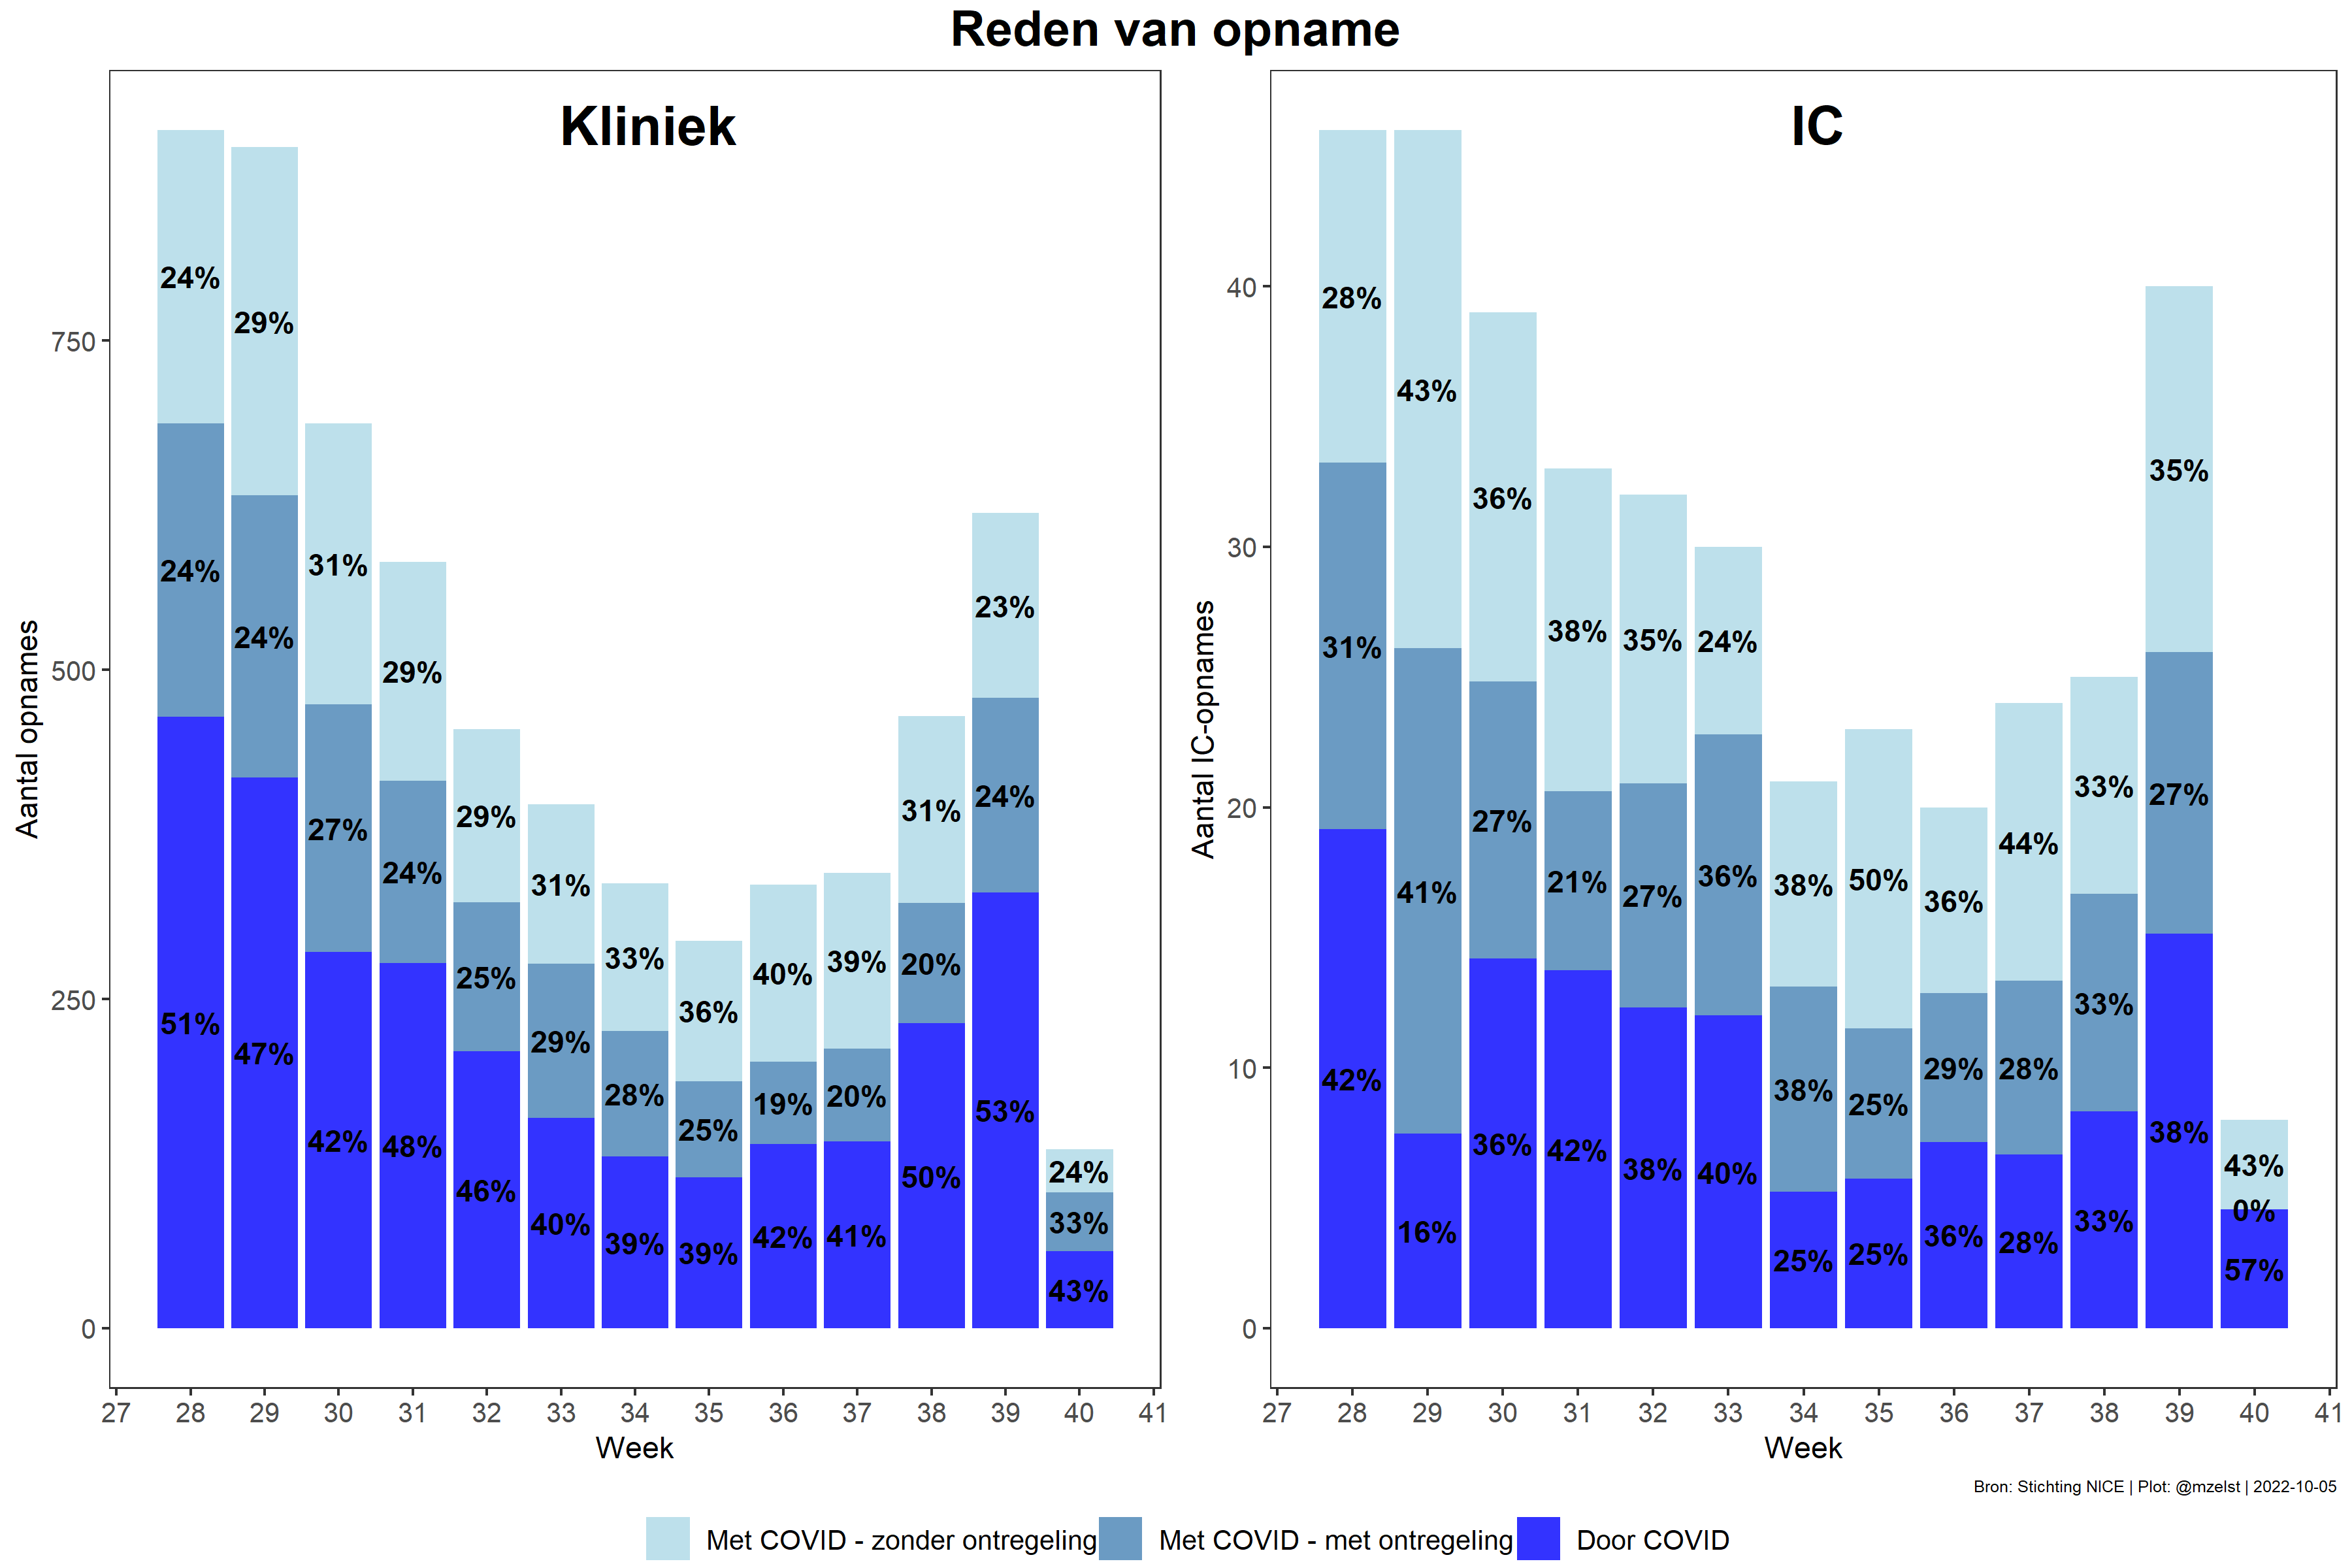 Reden van opname
Kliniek
Aantal opnames
750
500
250
0
24% 29% 31% 29% 29% 31% 33% 36% 40% 39% 31% 23% 24%
24% 24% 27% 24% 25% 29% 28% 25% 19% 20% 20% 24% 33%
51% 47% 42% 48% 46% 40% 39% 39% 42% 41% 50% 53% 43%
27 28 29 30 31 32 33 34 35 36 37 38 39 40 41
Week
IC
Aantal IC-opnames
40
30
20
10
0
28% 43% 36% 38% 35% 24% 38% 50% 36% 44% 33% 35% 43%
31% 41% 27% 21% 27% 36% 38% 25% 29% 28% 33% 27% 0%
42% 16% 36% 42% 38% 40% 25% 25% 36% 28% 33% 38% 57%
27 28 29 30 31 32 33 34 35 36 37 38 39 40 41
Week
Bron: Stichting NICE | Plot: @mzelst | 2022-10-05
Met COVID - zonder ontregeling Met COVID - met ontregeling Door COVID